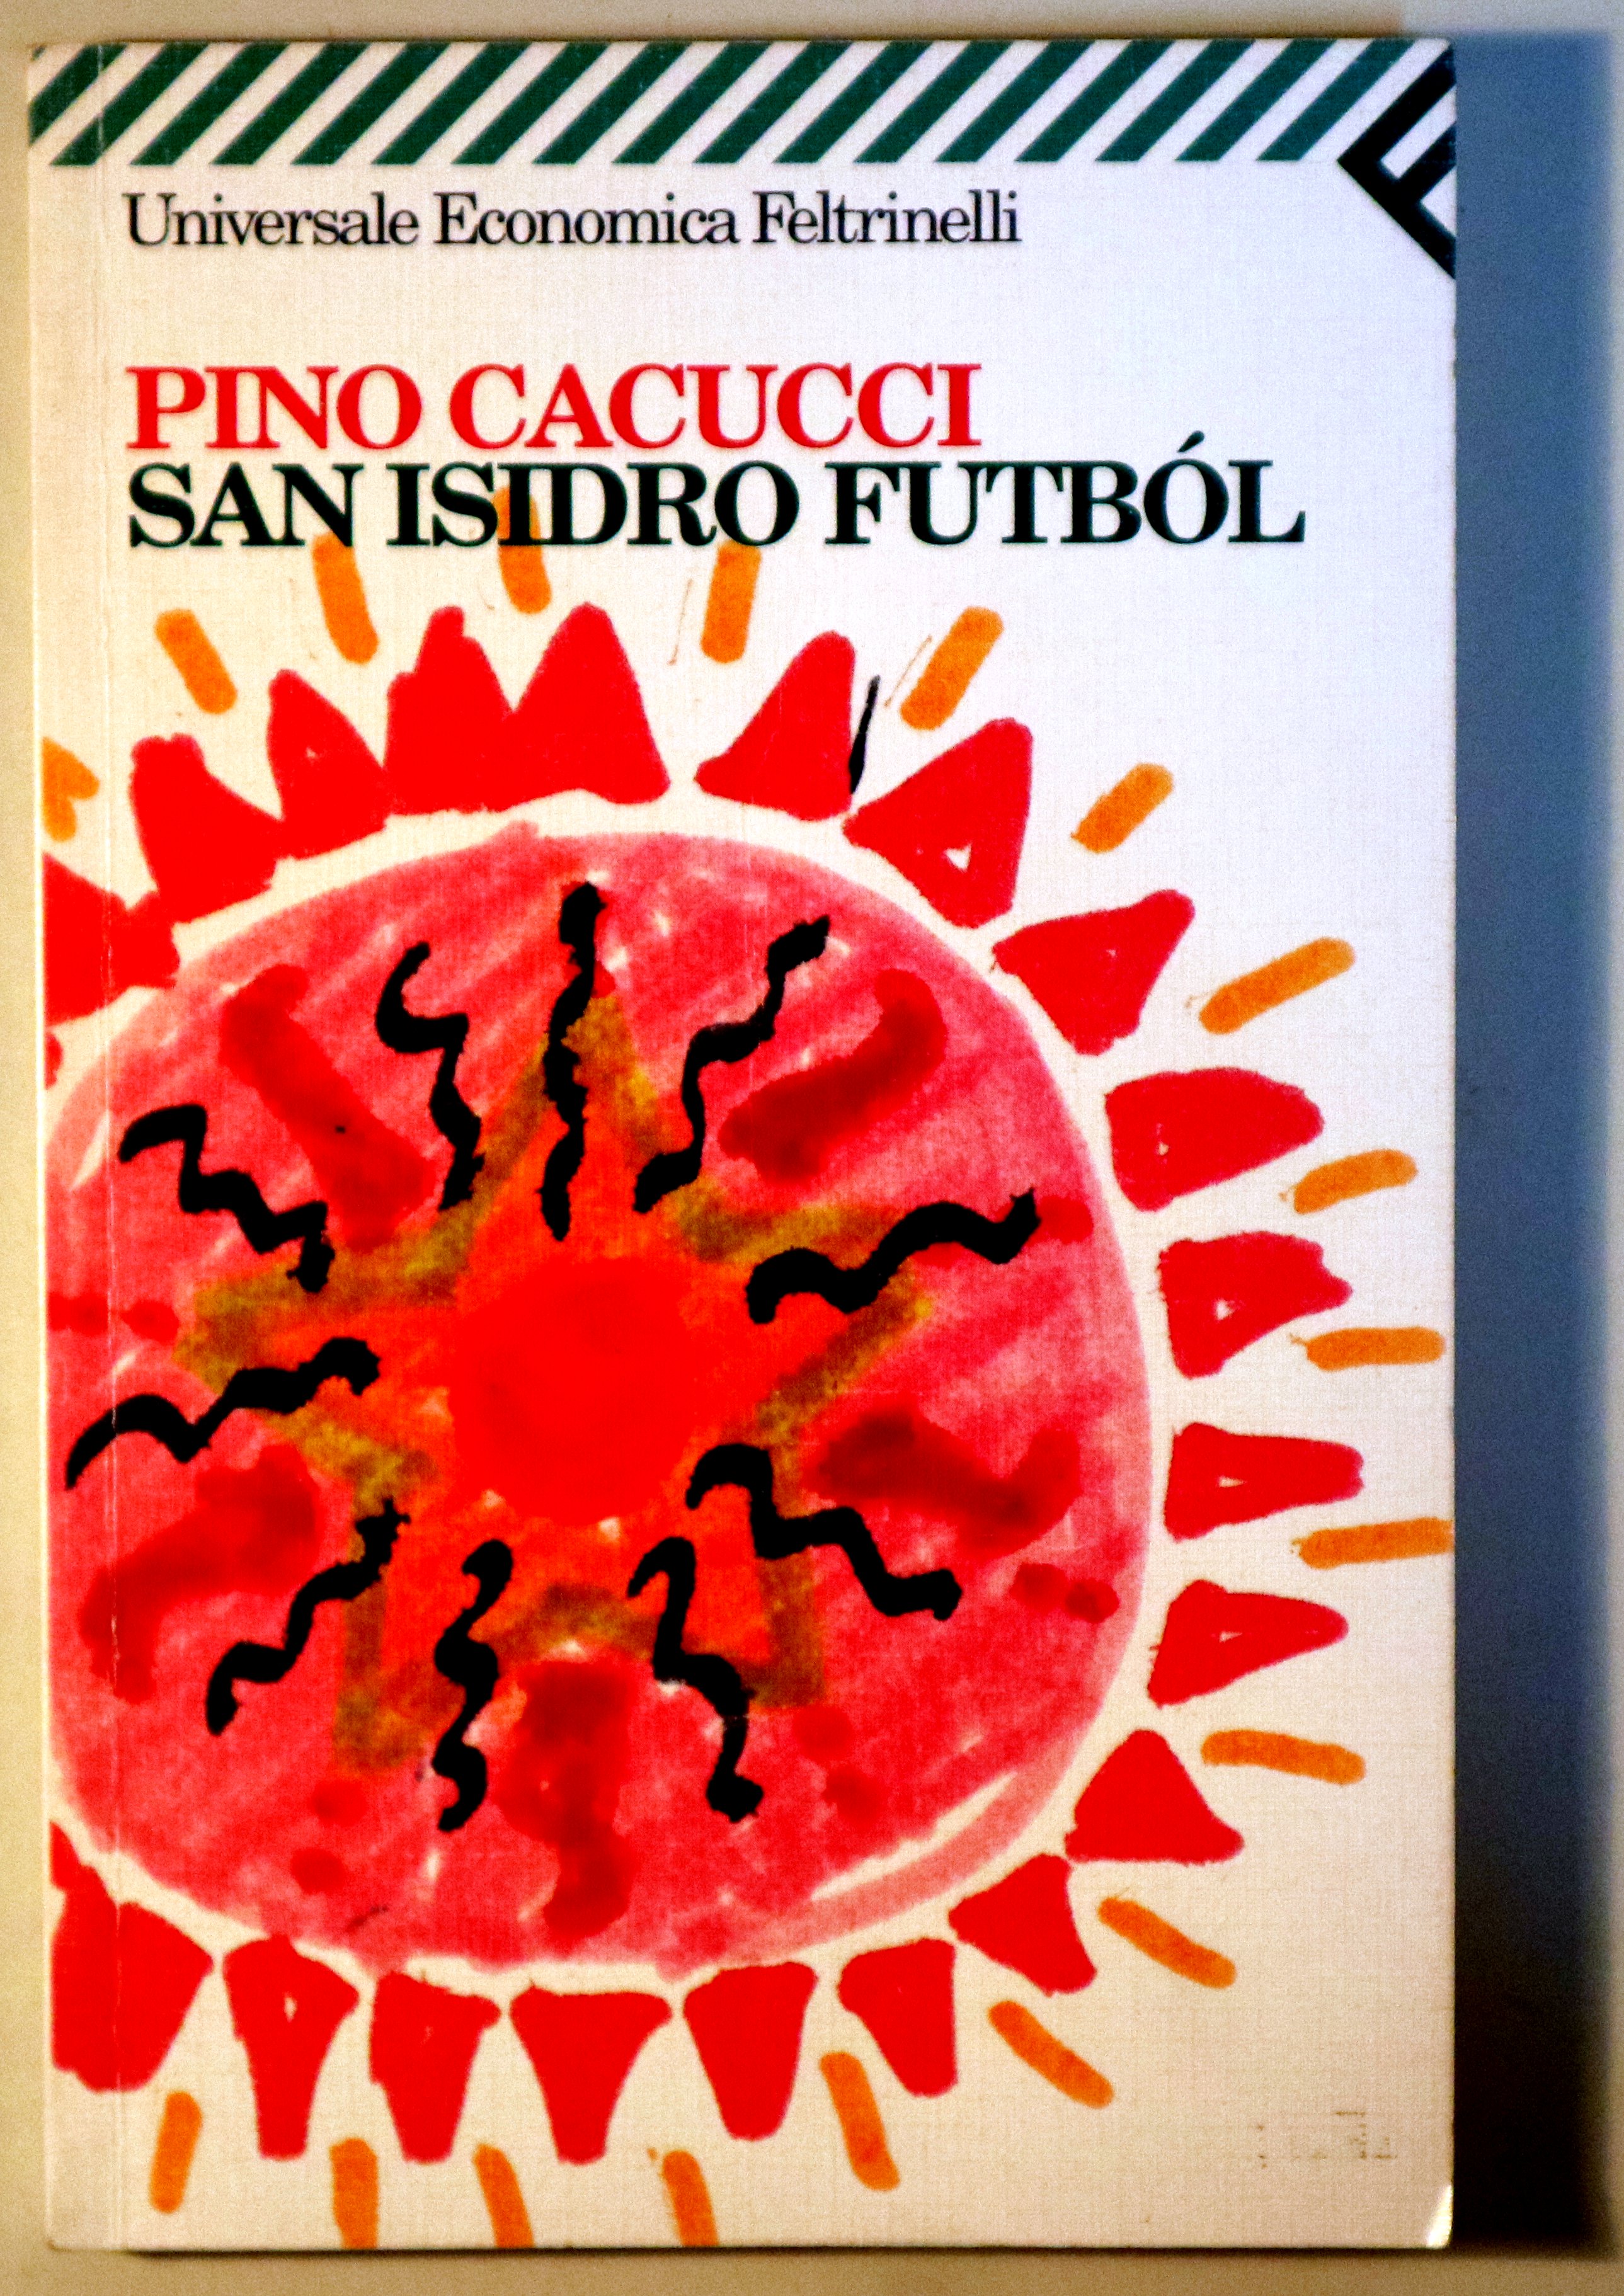 Universale Economica Feltrinelli
PINO CACUCCI
SAN ISIDRO FUTBÓL